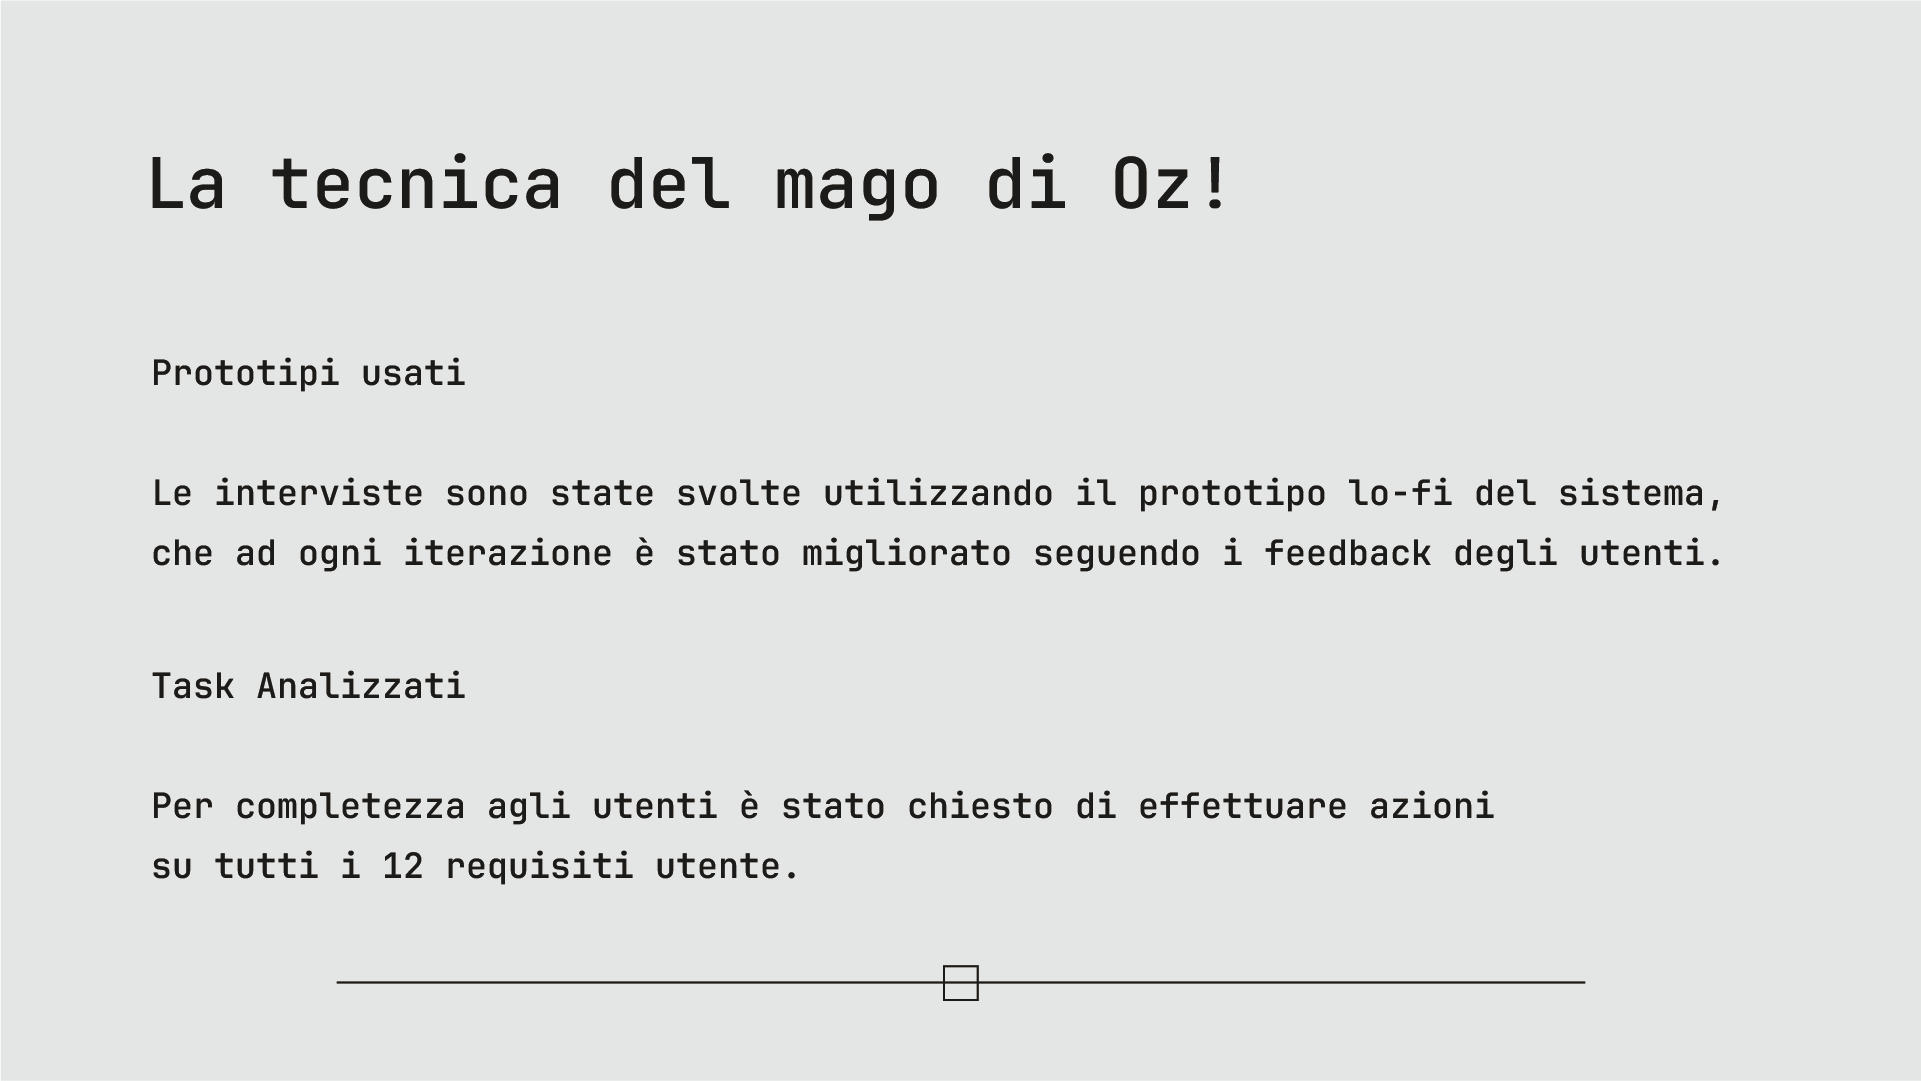 La tecnica del mago di Oz!
Prototipi usati
Le interviste sono state svolte utilizzando il prototipo lo-fi del sistema,
che ad ogni iterazione è stato migliorato seguendo i feedback degli utenti.
Task Analizzati
Per completezza agli utenti è stato chiesto di effettuare azioni
su tutti i 12 requisiti utente.